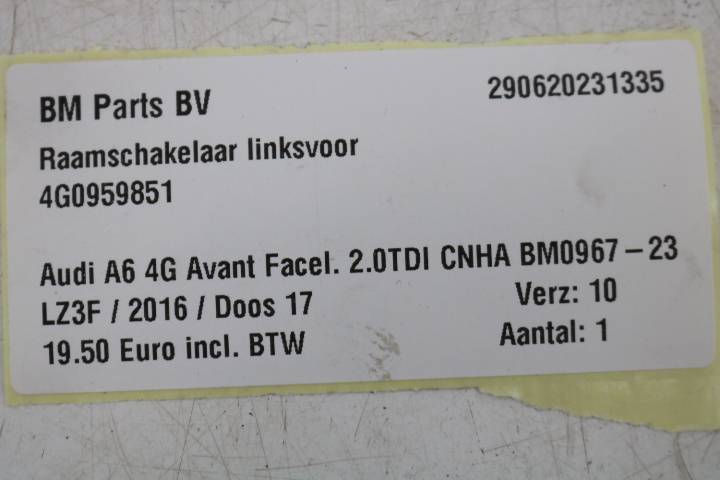 BM Parts BV 290620231335
Raamschakelaar linksvoor
4G0959851
Audi A6 4G Avant Facel. 2.0TDI CNHA BM0967-23
LZ3F / 2016 / Doos 17 Verz: 10
19.50 Euro incl. BTW Aantal: 1